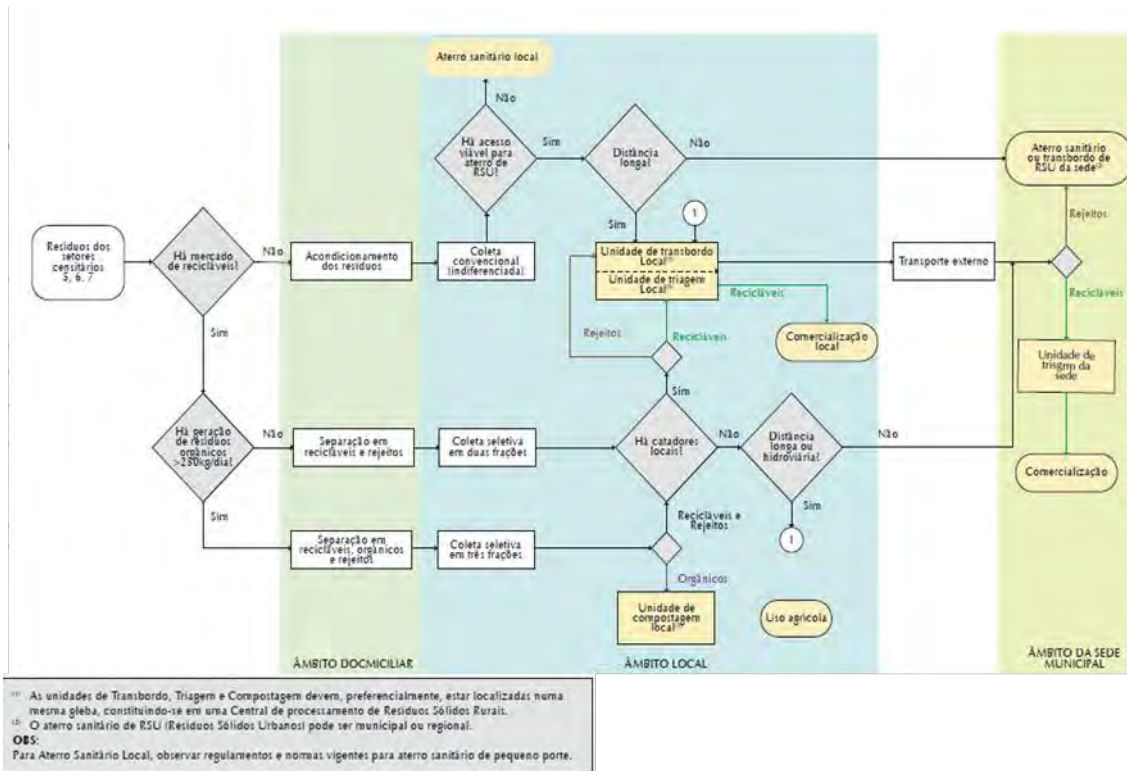 Aterro sanitário local
Não
Há acesso
viável para
aterro de
RSU?
Sim
Distância
longa?
Não
Aterro sanitário
ou transbordo de
RSU da sede⁽²⁾
Sim
1
Rejeitos
Resíduos dos
setores
censitários
5, 6, 7
Há mercado
de recicláveis?
Não
Acondicionamento
dos resíduos
Coleta
convencional
(indiferenciada)
Unidade de transbordo
Local⁽¹⁾
Unidade de triagem
Local⁽¹⁾
Transporte externo
Recicláveis
Recicláveis
Sim
Rejeitos
Recicláveis
Comercialização
local
Unidade de
triagem da
sede
Sim
Há geração
de resíduos
orgânicos
>250kg/dia?
Não
Separação em
recicláveis e rejeitos
Coleta seletiva
em duas frações
Há catadores
locais?
Não
Distância
longa ou
hidroviária?
Não
Comercialização
Sim
Recicláveis e
Rejeitos
Sim
1
Separação em
recicláveis, orgânicos
e rejeitos
Coleta seletiva
em três frações
Orgânicos
Unidade de
compostagem
local⁽¹⁾
Uso agrícola
ÂMBITO DOCMICILIAR
ÂMBITO LOCAL
ÂMBITO DA SEDE
MUNICIPAL
⁽¹⁾ As unidades de Transbordo, Triagem e Compostagem devem, preferencialmente, estar localizadas numa
mesma gleba, constituindo-se em uma Central de processamento de Resíduos Sólidos Rurais.
⁽²⁾ O aterro sanitário de RSU (Resíduos Sólidos Urbanos) pode ser municipal ou regional.
OBS:
Para Aterro Sanitário Local, observar regulamentos e normas vigentes para aterro sanitário de pequeno porte.